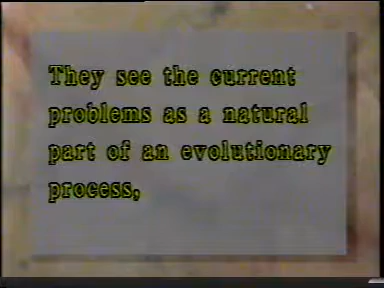 They see the current
problems as a natural
part of an evolutionary
process,